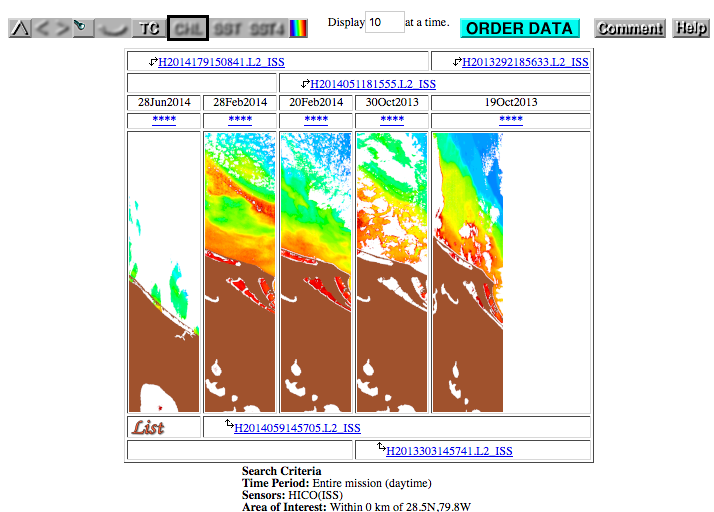 TC CHL SST SST4 Display 10 at a time. ORDER DATA Comment Help
H2014179150841.L2_ISS H2013292185633.L2_ISS
H2014051181555.L2_ISS
28Jun2014 28Feb2014 20Feb2014 30Oct2013 19Oct2013
**** **** **** **** ****
List H2014059145705.L2_ISS
H2013303145741.L2_ISS
Search Criteria
Time Period: Entire mission (daytime)
Sensors: HICO(ISS)
Area of Interest: Within 0 km of 28.5N,79.8W